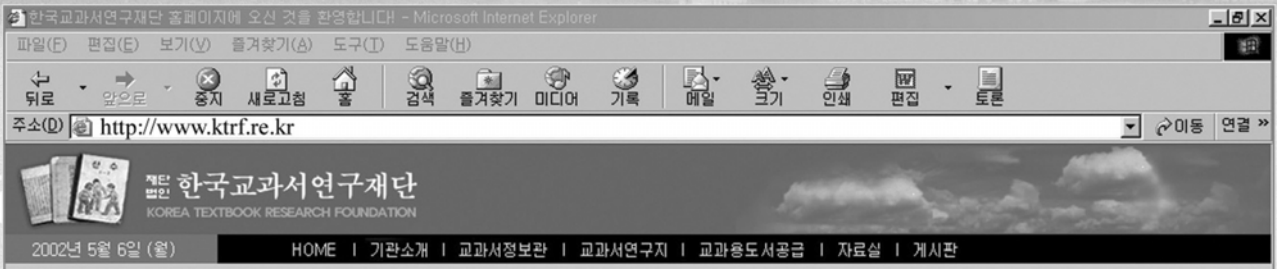 한국교과서연구재단 홈페이지에 오신 것을 환영합니다! - Microsoft Internet Explorer
파일(F) 편집(E) 보기(V) 즐겨찾기(A) 도구(T) 도움말(H)
뒤로 앞으로 중지 새로고침 홈 검색 즐겨찾기 미디어 기록 메일 크기 인쇄 편집 토론
주소(D) http://www.ktrf.re.kr 이동 연결 »
재단법인 한국교과서연구재단
KOREA TEXTBOOK RESEARCH FOUNDATION
2002년 5월 6일 (월) HOME | 기관소개 | 교과서정보관 | 교과서연구지 | 교과용도서공급 | 자료실 | 게시판